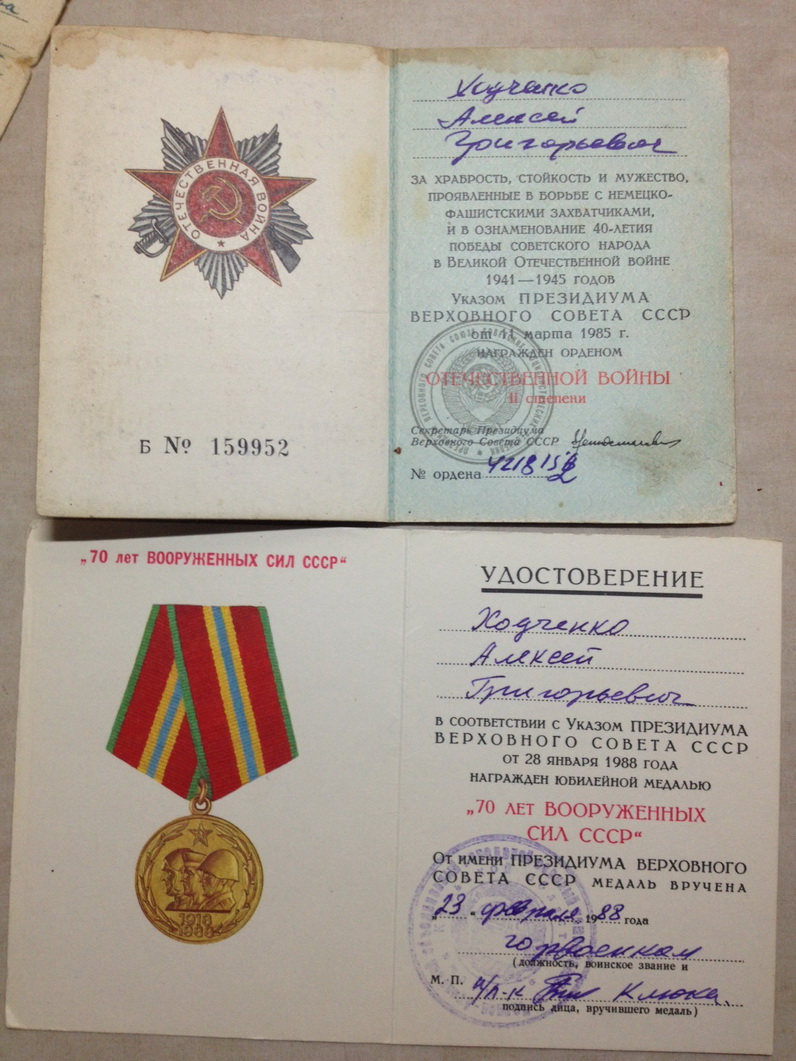 ОТЕЧЕСТВЕННАЯ ВОЙНА
Б № 159952
Ходченко
Алексей
Григорьевич
ЗА ХРАБРОСТЬ, СТОЙКОСТЬ И МУЖЕСТВО,
ПРОЯВЛЕННЫЕ В БОРЬБЕ С НЕМЕЦКО-
ФАШИСТСКИМИ ЗАХВАТЧИКАМИ,
И В ОЗНАМЕНОВАНИЕ 40-ЛЕТИЯ
ПОБЕДЫ СОВЕТСКОГО НАРОДА
В ВЕЛИКОЙ ОТЕЧЕСТВЕННОЙ ВОЙНЕ
1941—1945 ГОДОВ
УКАЗОМ ПРЕЗИДИУМА
ВЕРХОВНОГО СОВЕТА СССР
от 11 марта 1985 г.
НАГРАЖДЕН ОРДЕНОМ
ОТЕЧЕСТВЕННОЙ ВОЙНЫ
II степени
Секретарь Президиума
Верховного Совета СССР
№ ордена
„70 лет ВООРУЖЕННЫХ СИЛ СССР“
1918
1988
УДОСТОВЕРЕНИЕ
Ходченко
Алексей
Григорьевич
В СООТВЕТСТВИИ С УКАЗОМ ПРЕЗИДИУМА
ВЕРХОВНОГО СОВЕТА СССР
ОТ 28 ЯНВАРЯ 1988 ГОДА
НАГРАЖДЕН ЮБИЛЕЙНОЙ МЕДАЛЬЮ
„70 ЛЕТ ВООРУЖЕННЫХ
СИЛ СССР“
ОТ ИМЕНИ ПРЕЗИДИУМА ВЕРХОВНОГО
СОВЕТА СССР МЕДАЛЬ ВРУЧЕНА
„23“ февраля 1988 года
горвоенком
(должность, воинское звание и
М. П. п/п-к Клюка
подпись лица, вручившего медаль)